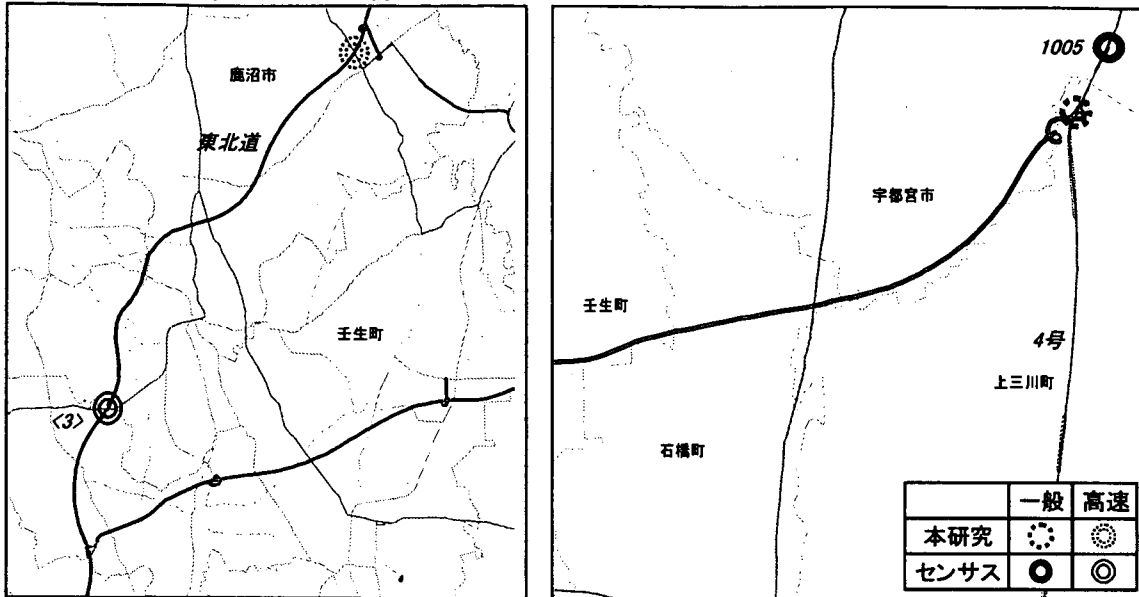 鹿沼市
東北道
壬生町
<3>
1005
宇都宮市
壬生町
4号
上三川町
石橋町
一般 高速
本研究
センサス